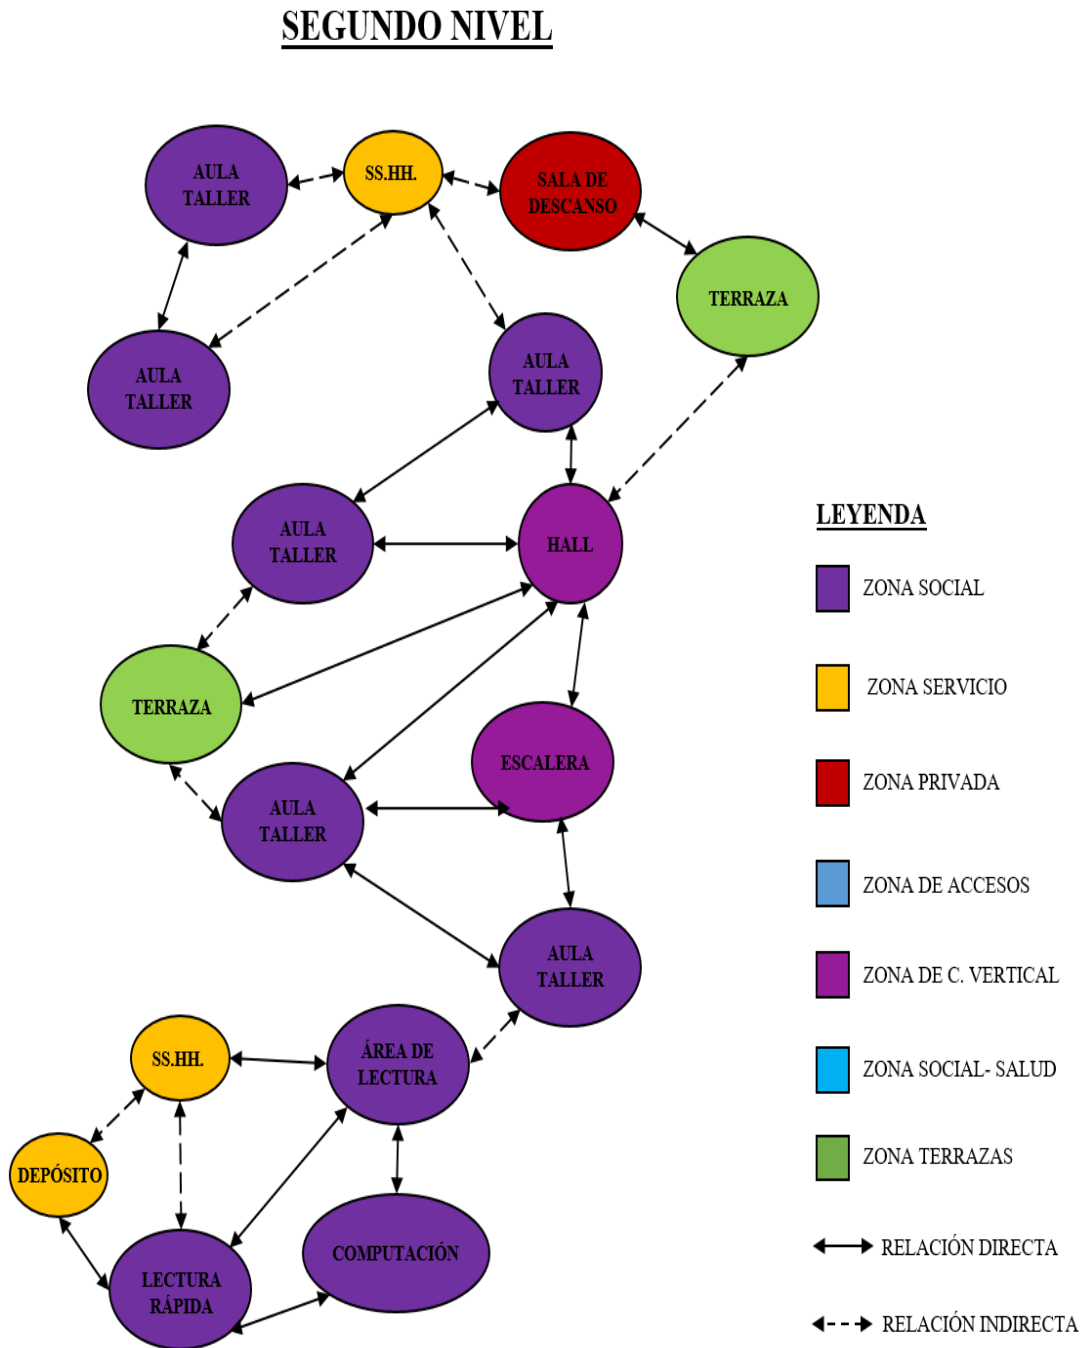 SEGUNDO NIVEL
AULA
TALLER
SS.HH.
SALA DE
DESCANSO
TERRAZA
AULA
TALLER
AULA
TALLER
AULA
TALLER
HALL
TERRAZA
ESCALERA
AULA
TALLER
AULA
TALLER
SS.HH.
ÁREA DE
LECTURA
DEPÓSITO
COMPUTACIÓN
LECTURA
RÁPIDA
LEYENDA
ZONA SOCIAL
ZONA SERVICIO
ZONA PRIVADA
ZONA DE ACCESOS
ZONA DE C. VERTICAL
ZONA SOCIAL- SALUD
ZONA TERRAZAS
RELACIÓN DIRECTA
RELACIÓN INDIRECTA